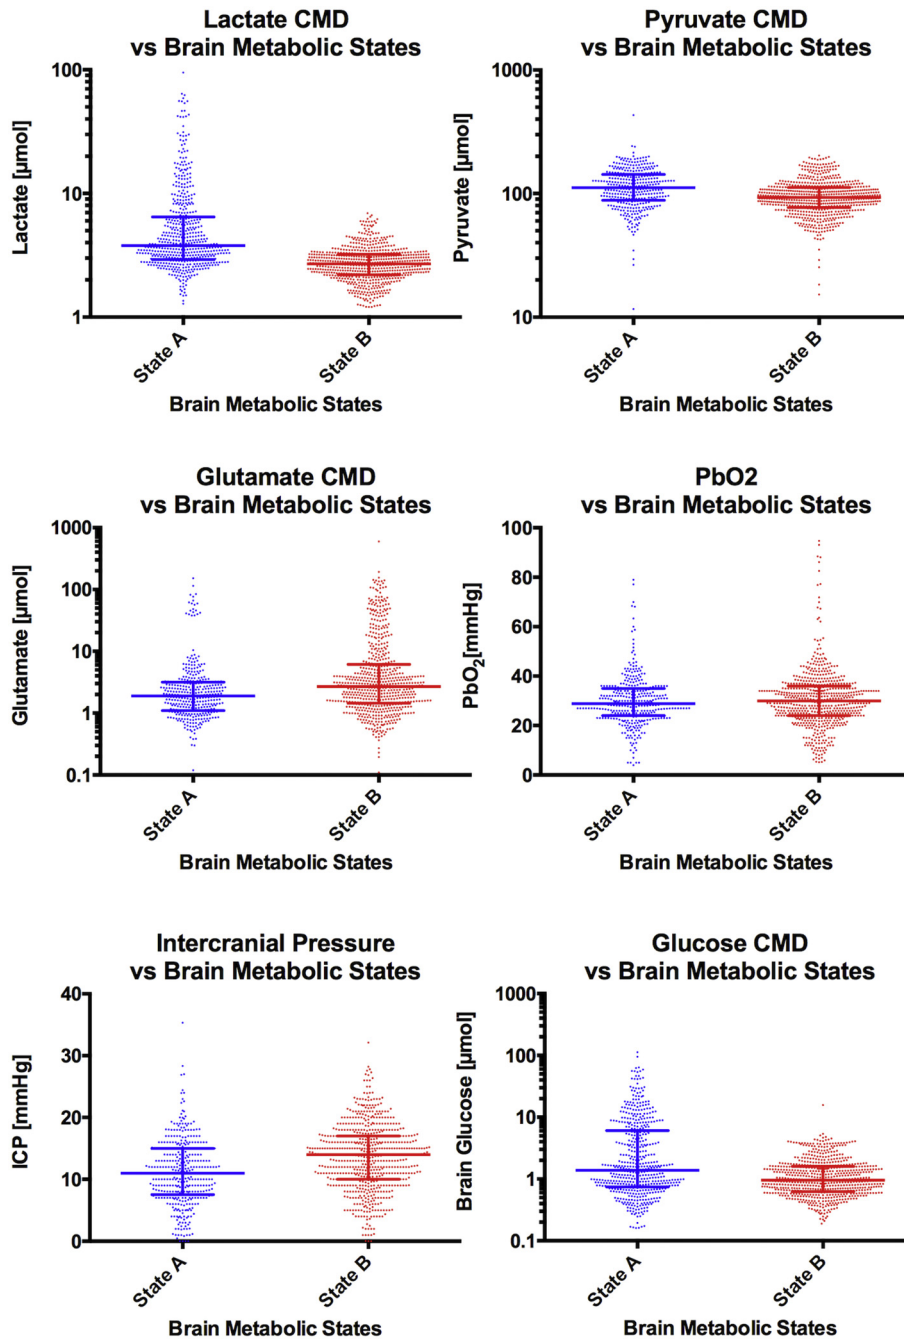 Lactate CMD
vs Brain Metabolic States
Lactate [µmol]
100
10
1
State A
State B
Brain Metabolic States
Pyruvate CMD
vs Brain Metabolic States
Pyruvate [µmol]
1000
100
10
State A
State B
Brain Metabolic States
Glutamate CMD
vs Brain Metabolic States
Glutamate [µmol]
1000
100
10
1
0.1
State A
State B
Brain Metabolic States
PbO2
vs Brain Metabolic States
PbO₂[mmHg]
100
80
60
40
20
0
State A
State B
Brain Metabolic States
Intercranial Pressure
vs Brain Metabolic States
ICP [mmHg]
40
30
20
10
0
State A
State B
Brain Metabolic States
Glucose CMD
vs Brain Metabolic States
Brain Glucose [µmol]
1000
100
10
1
0.1
State A
State B
Brain Metabolic States